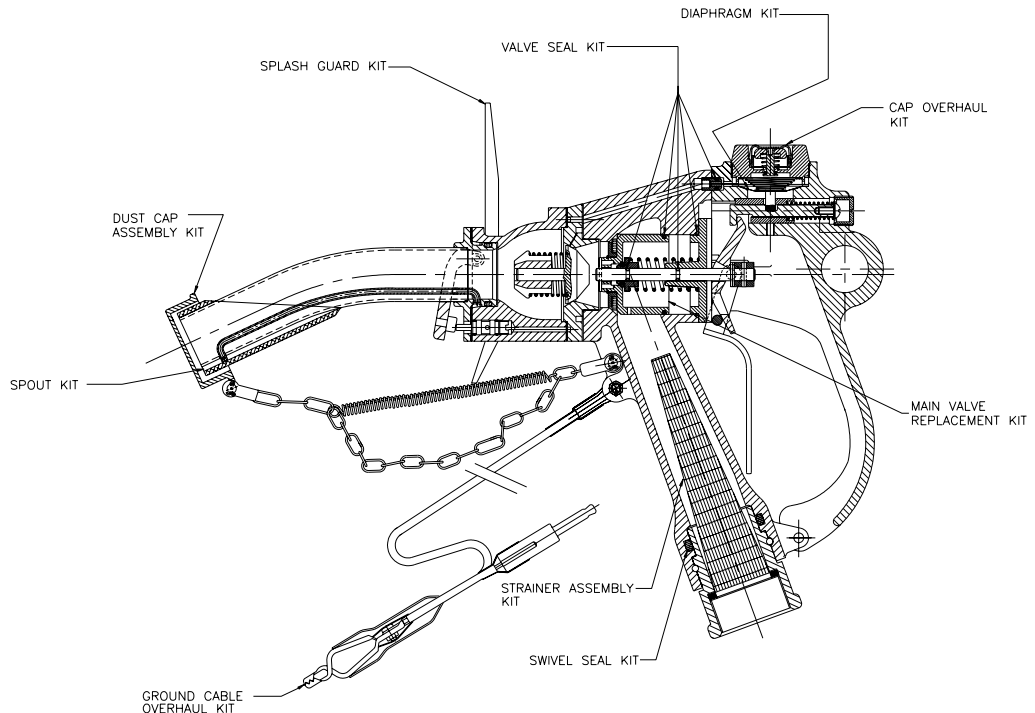 DIAPHRAGM KIT
VALVE SEAL KIT
SPLASH GUARD KIT
CAP OVERHAUL
KIT
DUST CAP
ASSEMBLY KIT
SPOUT KIT
MAIN VALVE
REPLACEMENT KIT
STRAINER ASSEMBLY
KIT
SWIVEL SEAL KIT
GROUND CABLE
OVERHAUL KIT